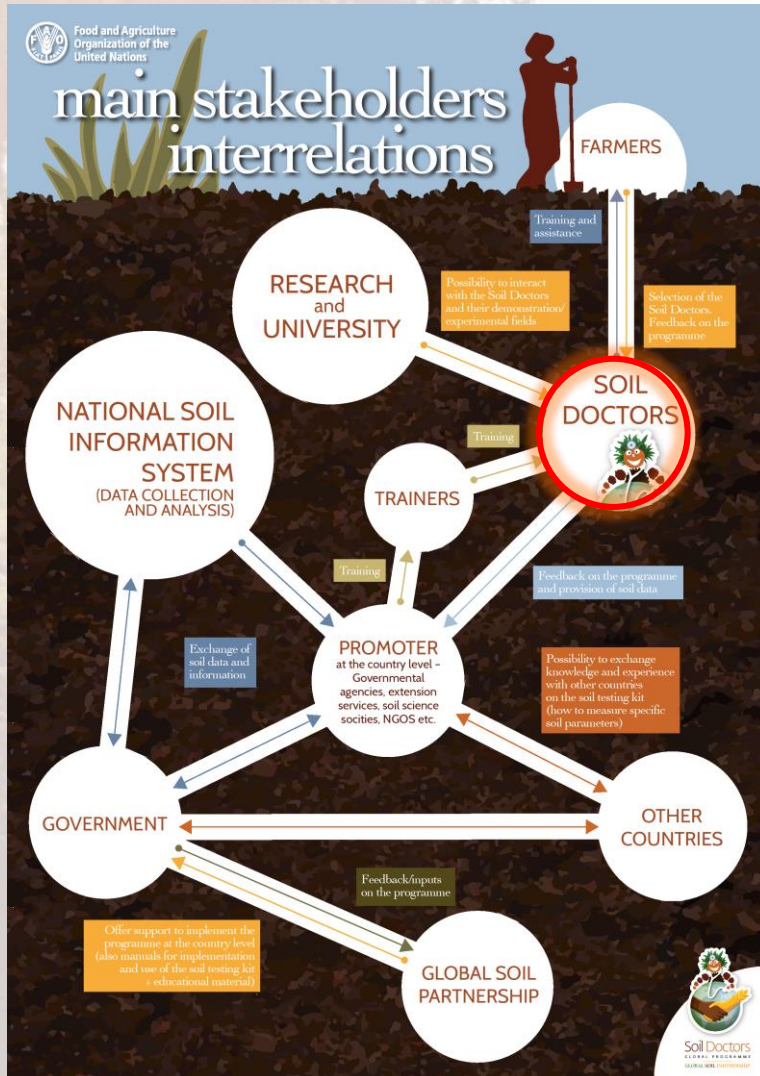 Food and Agriculture
Organization of the
United Nations
main stakeholders
interrelations
FARMERS
Training and
assistance
RESEARCH
and
UNIVERSITY
Possibility to interact
with the Soil Doctors
and their demonstration/
experimental fields
Selection of the
Soil Doctors.
Feedback on the
programme
SOIL
DOCTORS
NATIONAL SOIL
INFORMATION
SYSTEM
(DATA COLLECTION
AND ANALYSIS)
Training
TRAINERS
Training
Feedback on the programme
and provision of soil data
Exchange of
soil data and
information
PROMOTER
at the country level –
Governmental
agencies, extension
services, soil science
socities, NGOS etc.
Possibility to exchange
knowledge and experience
with other countries
on the soil testing kit
(how to measure specific
soil parameters)
GOVERNMENT
OTHER
COUNTRIES
Feedback/inputs
on the programme
Offer support to implement the
programme at the country level
(also manuals for implementation
and use of the soil testing kit
+ educational material)
GLOBAL SOIL
PARTNERSHIP
Soil Doctors
GLOBAL PROGRAMME
GLOBAL SOIL PARTNERSHIP